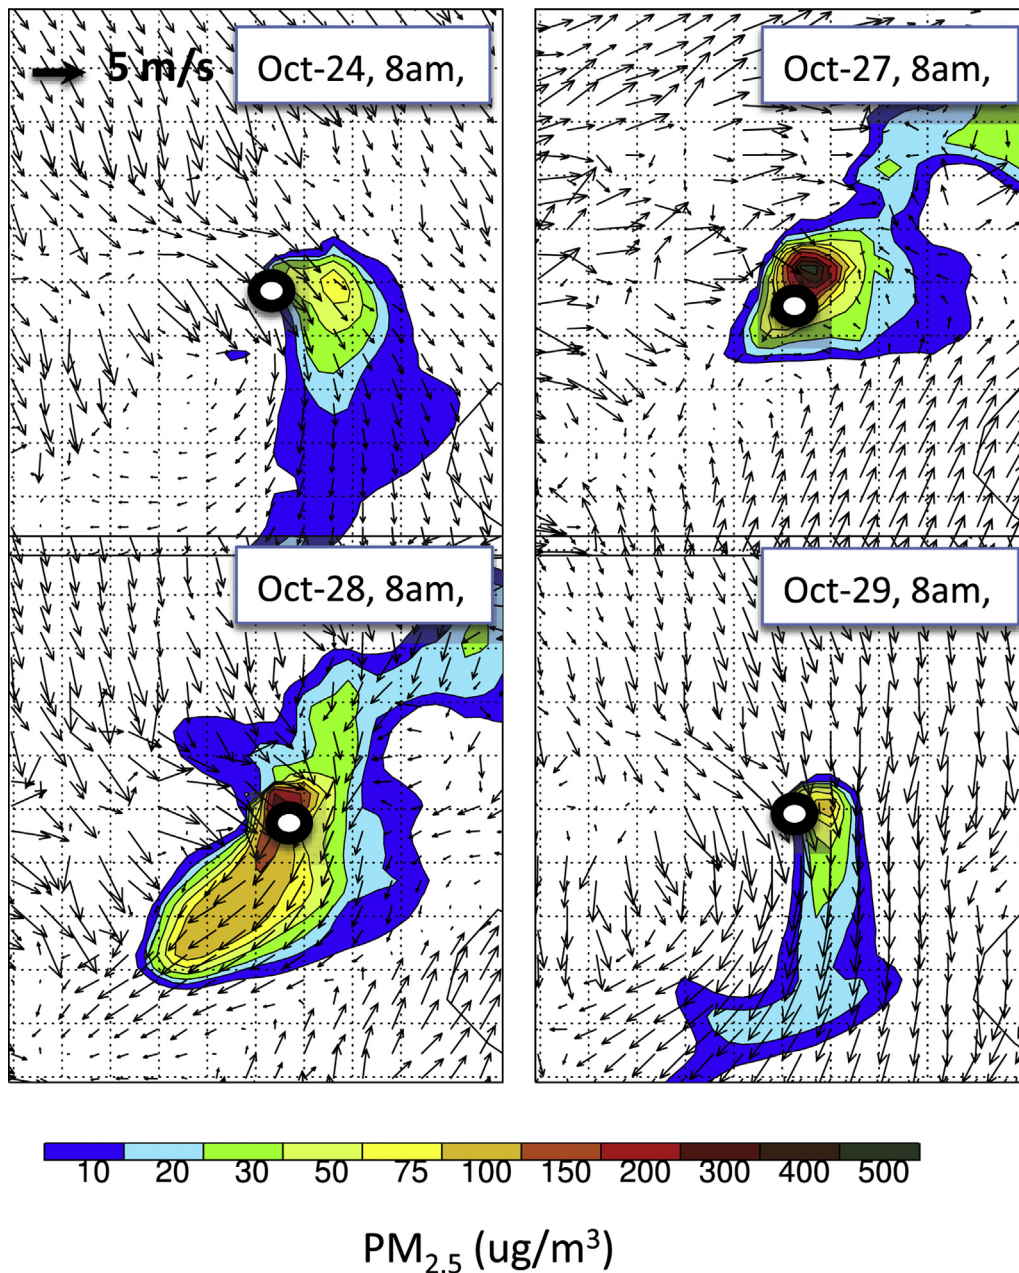 5 m/s
Oct-24, 8am,
Oct-27, 8am,
Oct-28, 8am,
Oct-29, 8am,
10 20 30 50 75 100 150 200 300 400 500
PM2.5 (ug/m³)